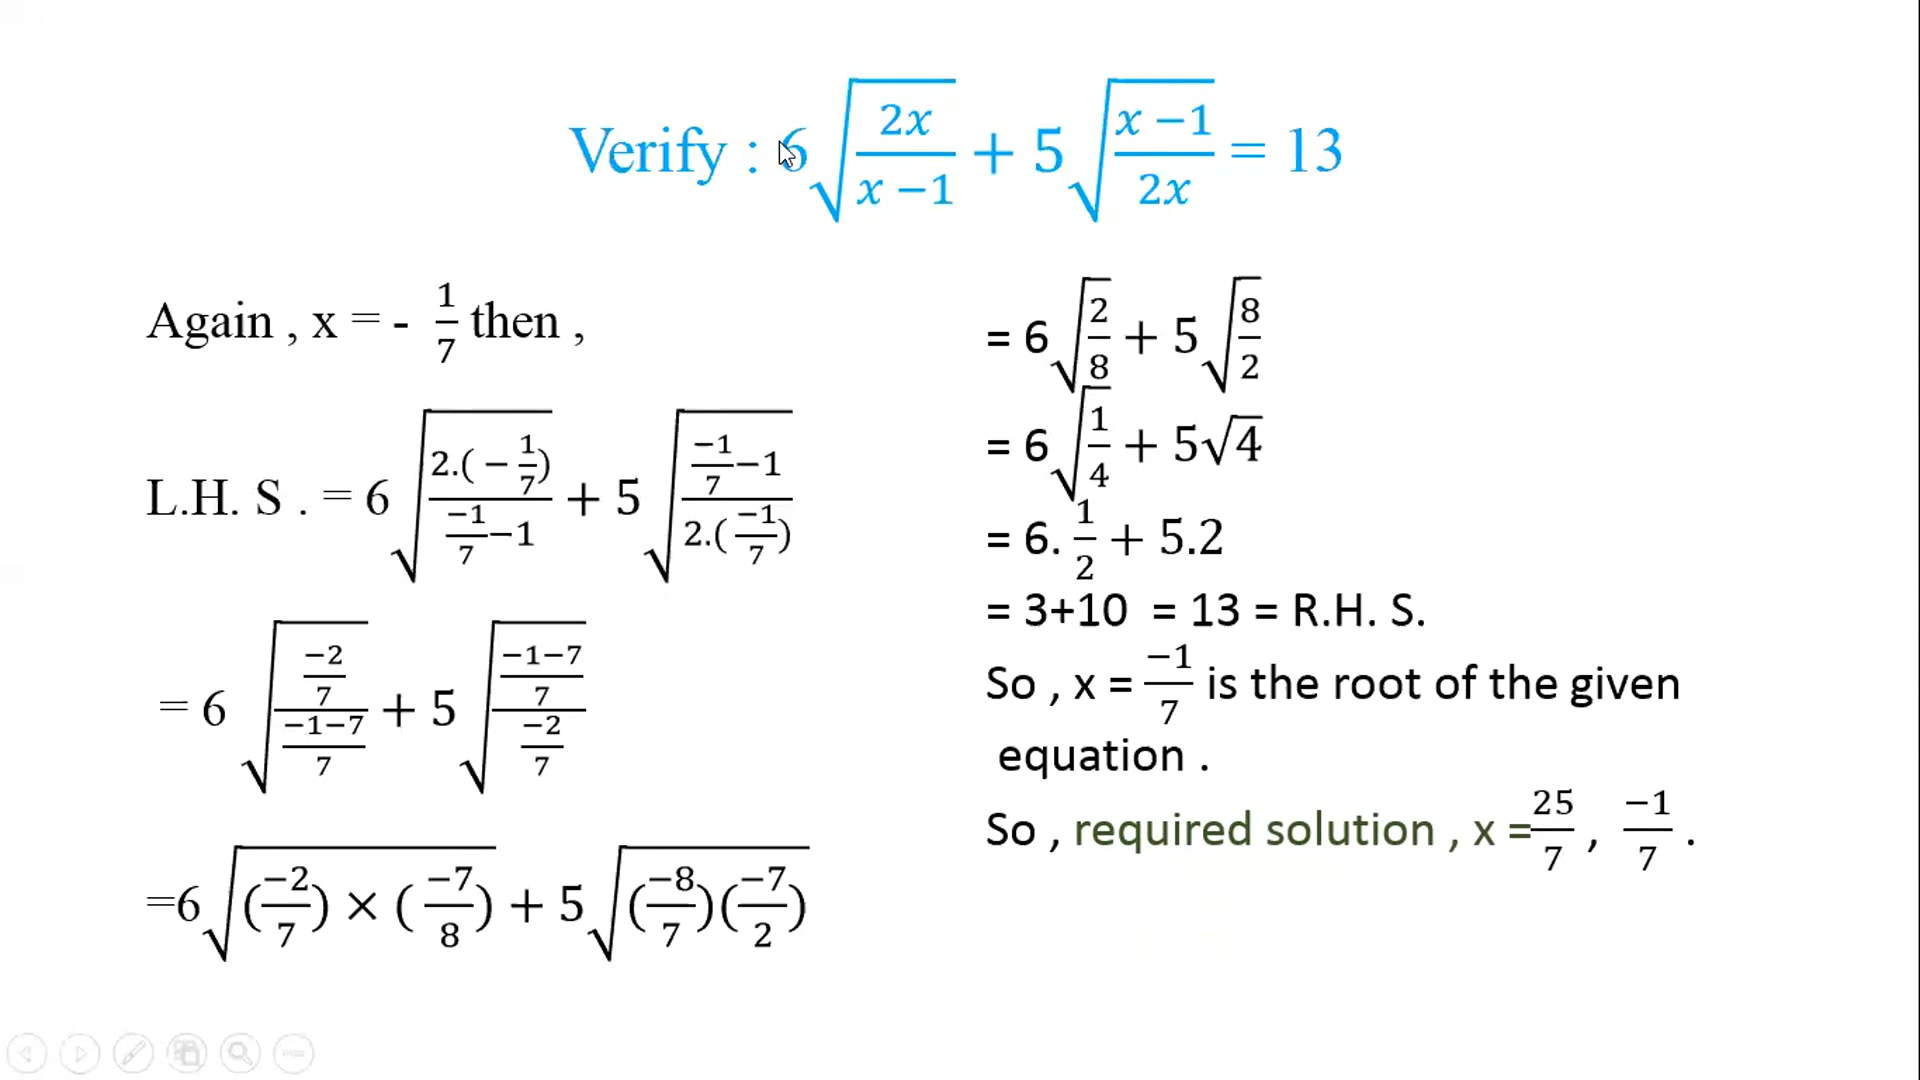 Verify : 6√(2x/(x −1)) + 5√((x −1)/2x) = 13
Again , x = - 1/7 then ,
L.H. S . = 6 √((2.( −1/7))/(−1/7−1)) + 5 √((−1/7−1)/(2.(−1/7)))
= 6 √((−2/7)/((−1−7)/7)) + 5 √(((−1−7)/7)/(−2/7))
=6√((−2/7) × (−7/8)) + 5√((−8/7)(−7/2))
= 6√(2/8) + 5√(8/2)
= 6√(1/4) + 5√4
= 6. 1/2 + 5.2
= 3+10 = 13 = R.H. S.
So , x = −1/7 is the root of the given
equation .
So , required solution , x =25/7 , −1/7 .